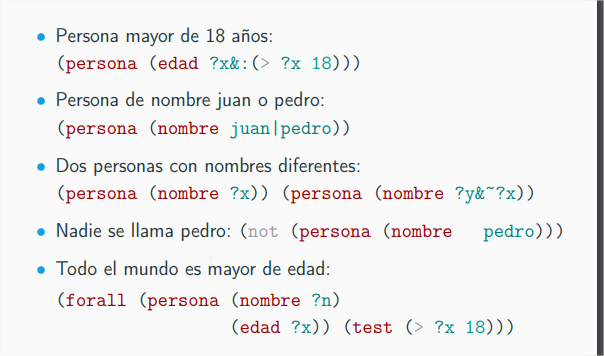 • Persona mayor de 18 años:
(persona (edad ?x&:(> ?x 18)))
• Persona de nombre juan o pedro:
(persona (nombre juan|pedro))
• Dos personas con nombres diferentes:
(persona (nombre ?x)) (persona (nombre ?y&~?x))
• Nadie se llama pedro: (not (persona (nombre   pedro)))
• Todo el mundo es mayor de edad:
(forall (persona (nombre ?n)
(edad ?x)) (test (> ?x 18)))